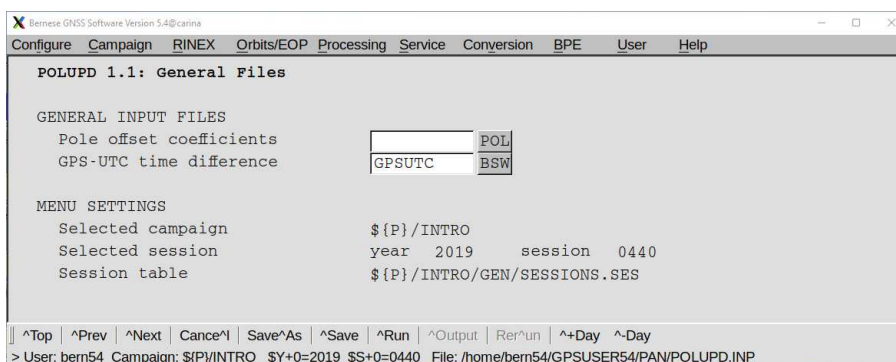 Bernese GNSS Software Version 5.4@carina
Configure Campaign RINEX Orbits/EOP Processing Service Conversion BPE User Help
POLUPD 1.1: General Files
GENERAL INPUT FILES
Pole offset coefficients POL
GPS-UTC time difference GPSUTC BSW
MENU SETTINGS
Selected campaign ${P}/INTRO
Selected session year 2019 session 0440
Session table ${P}/INTRO/GEN/SESSIONS.SES
^Top | ^Prev | ^Next | Cance^l | Save^As | ^Save | ^Run | ^Output | Rer^un | ^+Day ^-Day
> User: bern54 Campaign: ${P}/INTRO $Y+0=2019 $S+0=0440 File: /home/bern54/GPSUSER54/PAN/POLUPD.INP